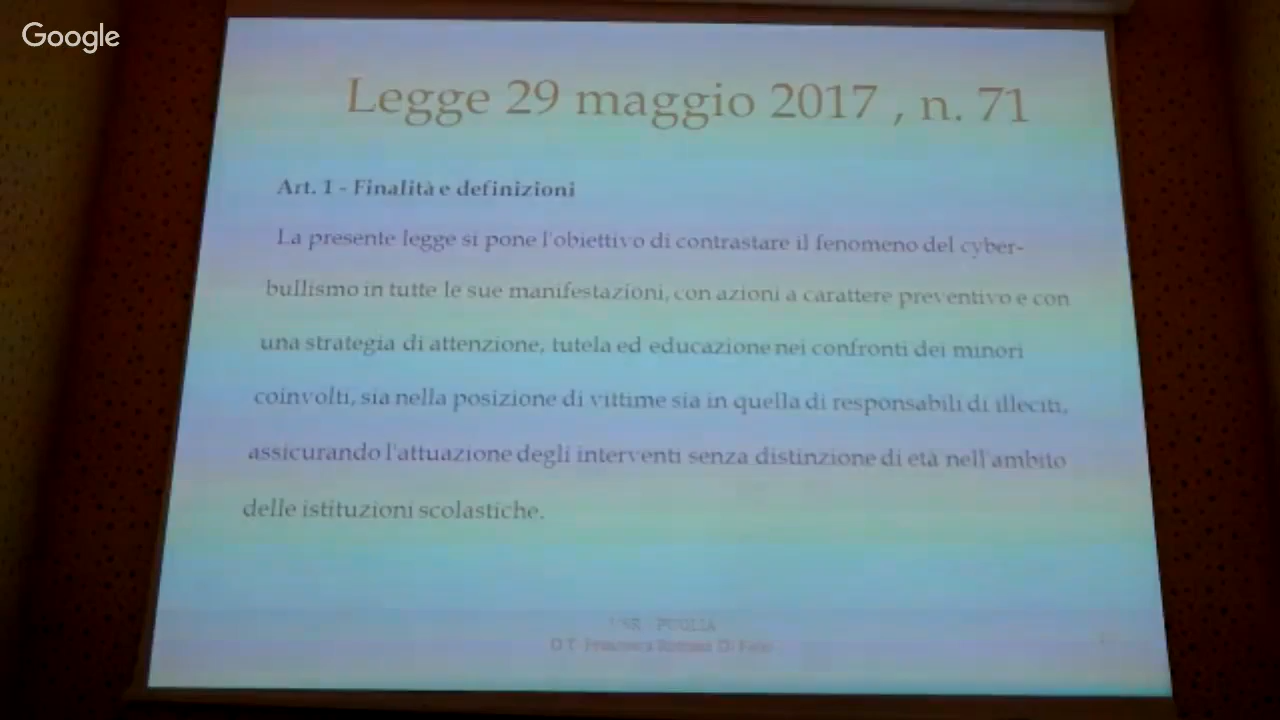 Google
Legge 29 maggio 2017 , n. 71
Art. 1 - Finalità e definizioni
La presente legge si pone l'obiettivo di contrastare il fenomeno del cyber-
bullismo in tutte le sue manifestazioni, con azioni a carattere preventivo e con
una strategia di attenzione, tutela ed educazione nei confronti dei minori
coinvolti, sia nella posizione di vittime sia in quella di responsabili di illeciti,
assicurando l'attuazione degli interventi senza distinzione di età nell'ambito
delle istituzioni scolastiche.
USR PUGLIA